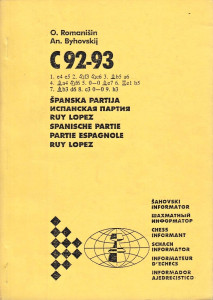 O. Romanišin
An. Byhovskij
C 92-93
1. e4 e5 2. ♘f3 ♘c6 3. ♗b5 a6
4. ♗a4 ♘f6 5. 0–0 ♗e7 6. ♖e1 b5
7. ♗b3 d6 8. c3 0–0 9. h3
ŠPANSKA PARTIJA
ИСПАНСКАЯ ПАРТИЯ
RUY LOPEZ
SPANISCHE PARTIE
PARTIE ESPAGNOLE
RUY LOPEZ
ŠAHOVSKI
INFORMATOR
ШАХМАТНЫЙ
ИНФОРМАТОР
CHESS
INFORMANT
SCHACH
INFORMATOR
INFORMATEUR
D'ECHECS
INFORMADOR
AJEDRECISTICO